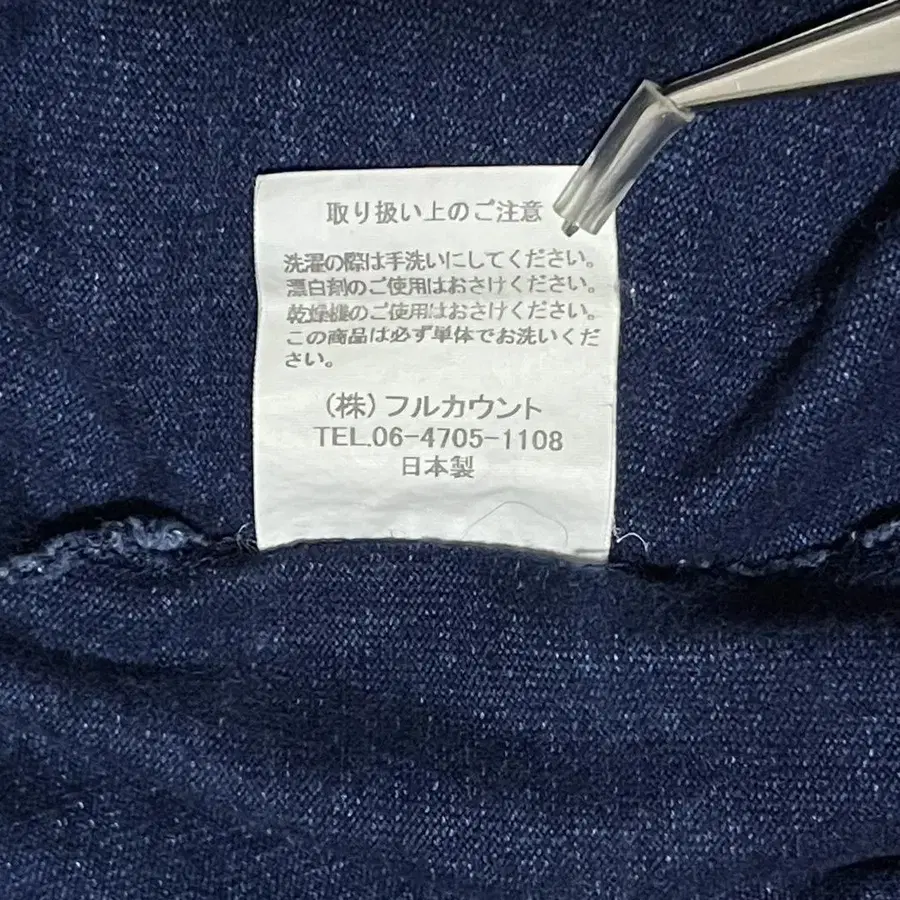 取り扱い上のご注意
洗濯の際は手洗いにしてください。
漂白剤のご使用はおさけください。
乾燥機のご使用はおさけください。
この商品は必ず単体でお洗いくだ
さい。
(株)フルカウント
TEL.06-4705-1108
日本製